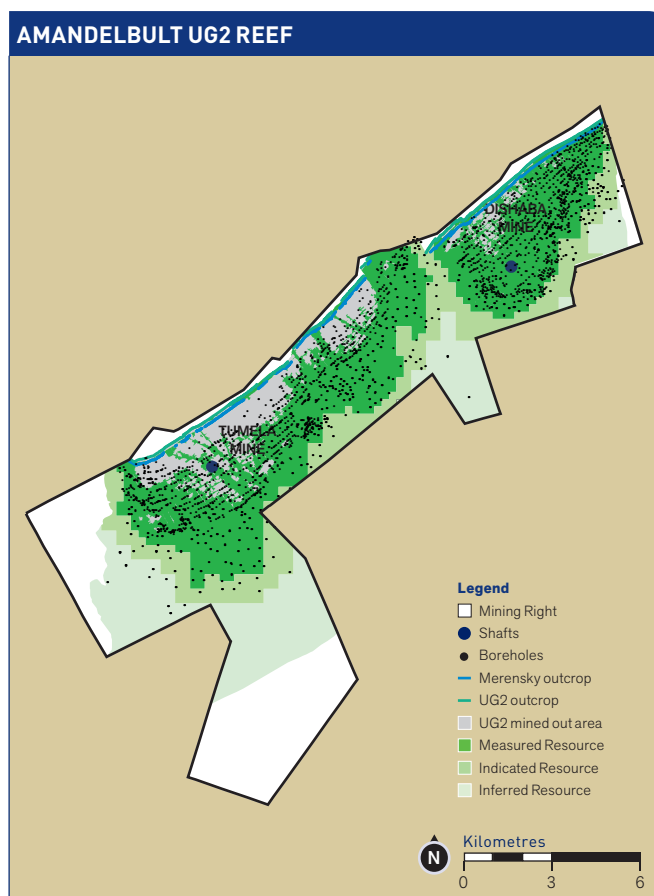 AMANDELBULT UG2 REEF
DISHABA
MINE
TUMELA
MINE
Legend
Mining Right
Shafts
Boreholes
Merensky outcrop
UG2 outcrop
UG2 mined out area
Measured Resource
Indicated Resource
Inferred Resource
N
Kilometres
0 3 6